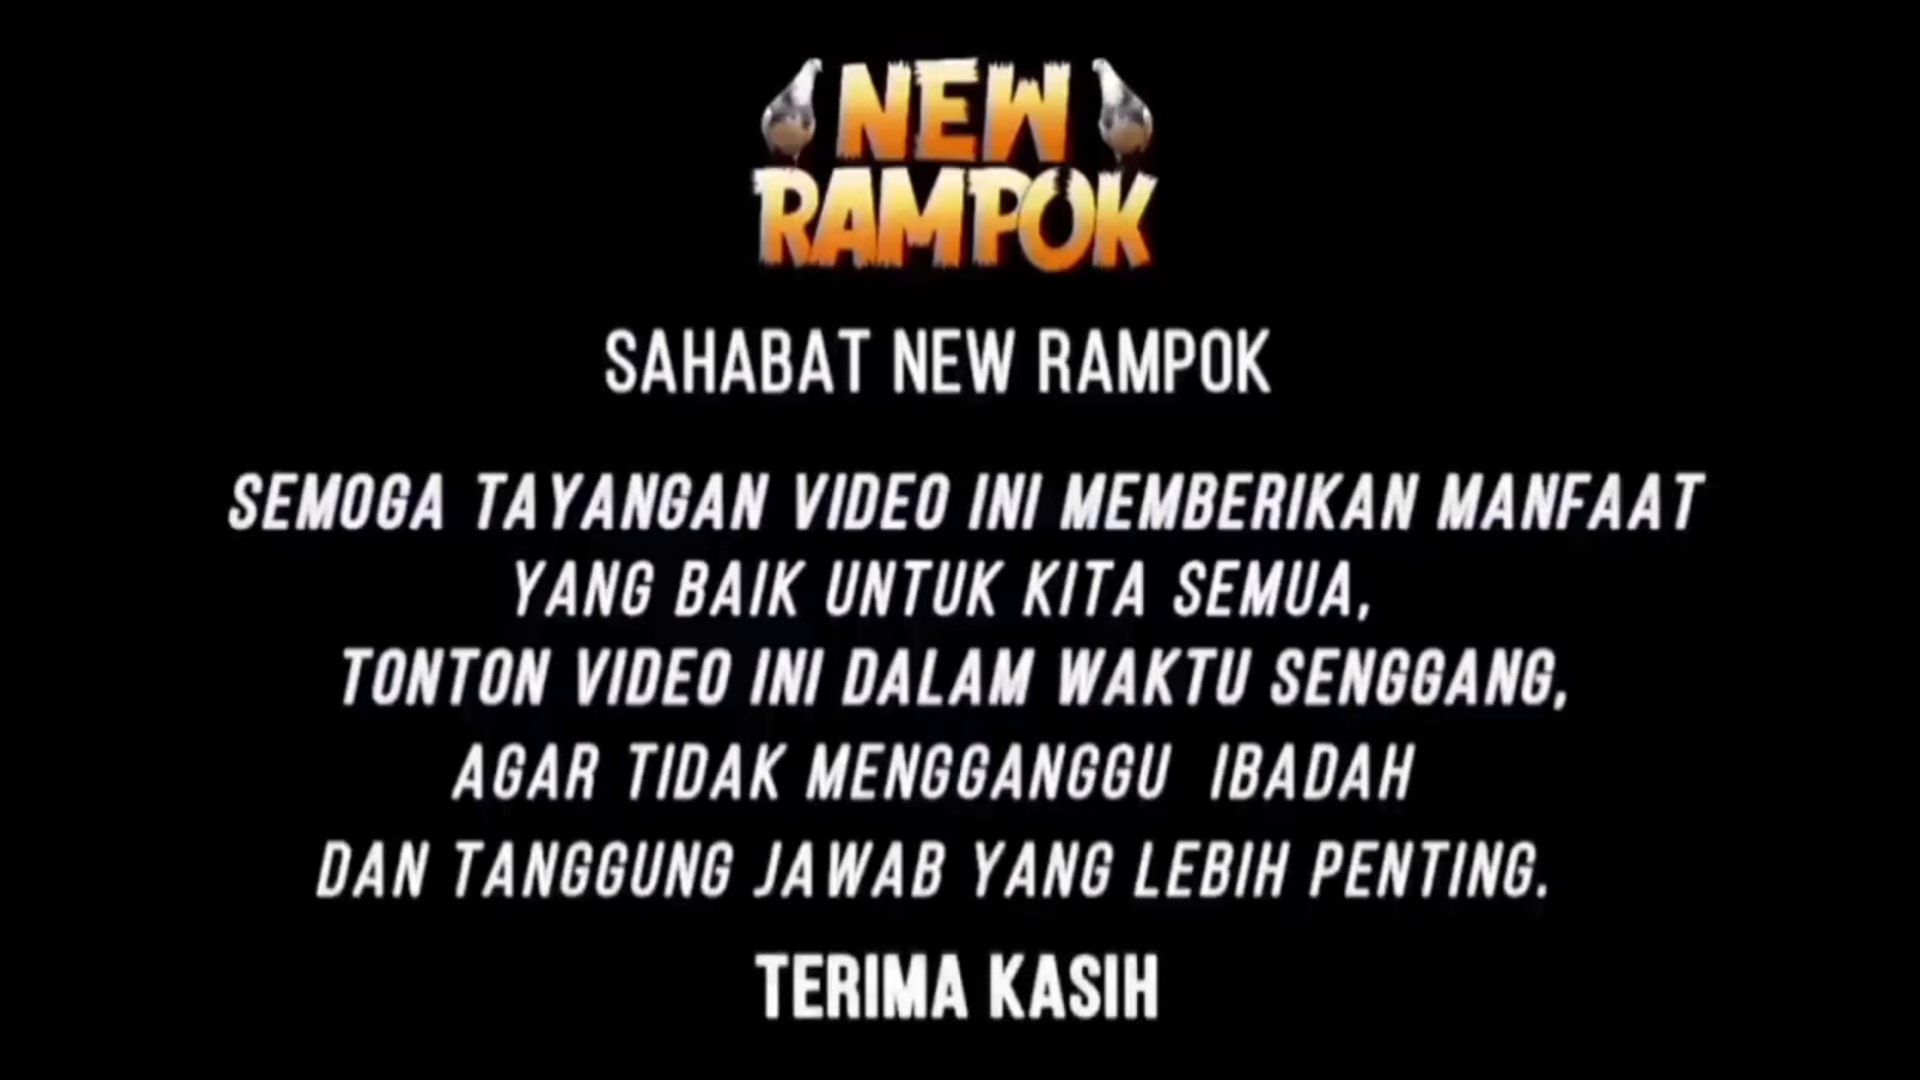 NEW
RAMPOK
SAHABAT NEW RAMPOK
SEMOGA TAYANGAN VIDEO INI MEMBERIKAN MANFAAT
YANG BAIK UNTUK KITA SEMUA,
TONTON VIDEO INI DALAM WAKTU SENGGANG,
AGAR TIDAK MENGGANGGU IBADAH
DAN TANGGUNG JAWAB YANG LEBIH PENTING.
TERIMA KASIH